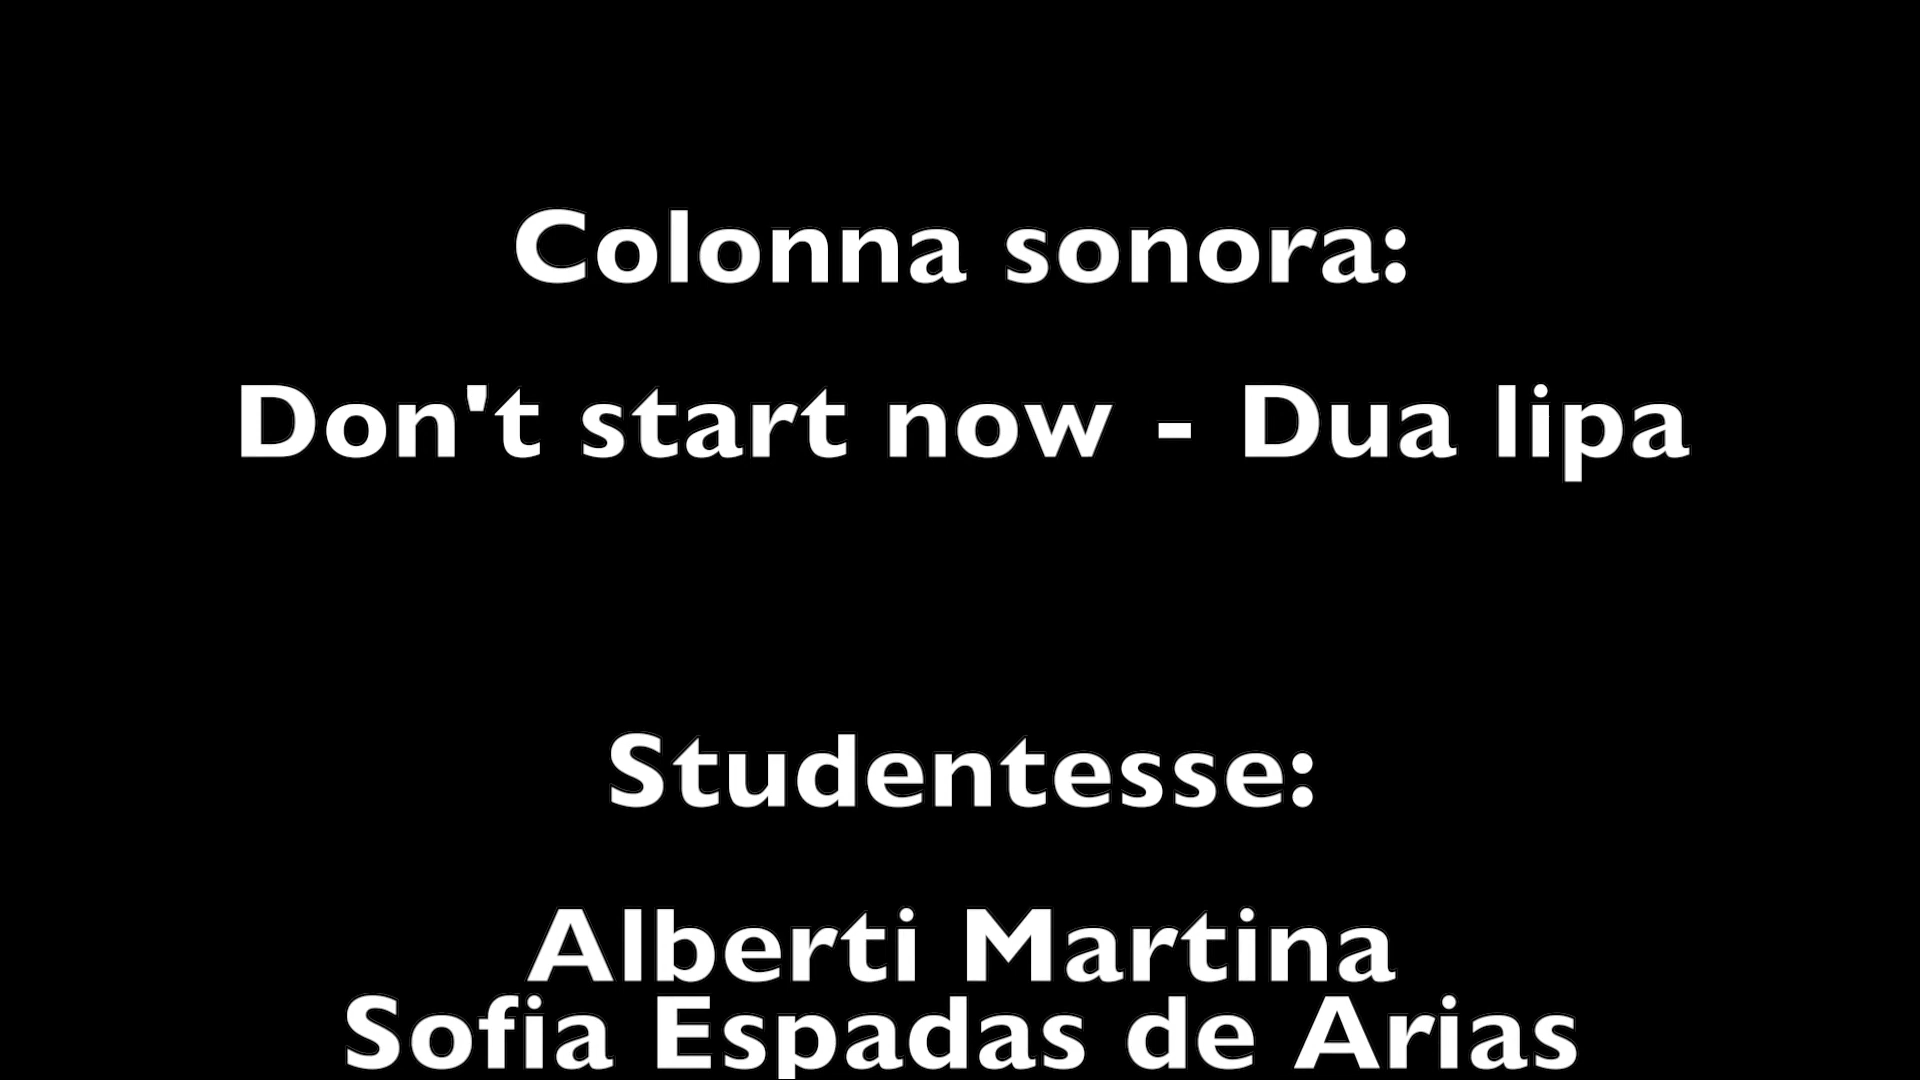 Colonna sonora:
Don't start now - Dua lipa
Studentesse:
Alberti Martina
Sofia Espadas de Arias